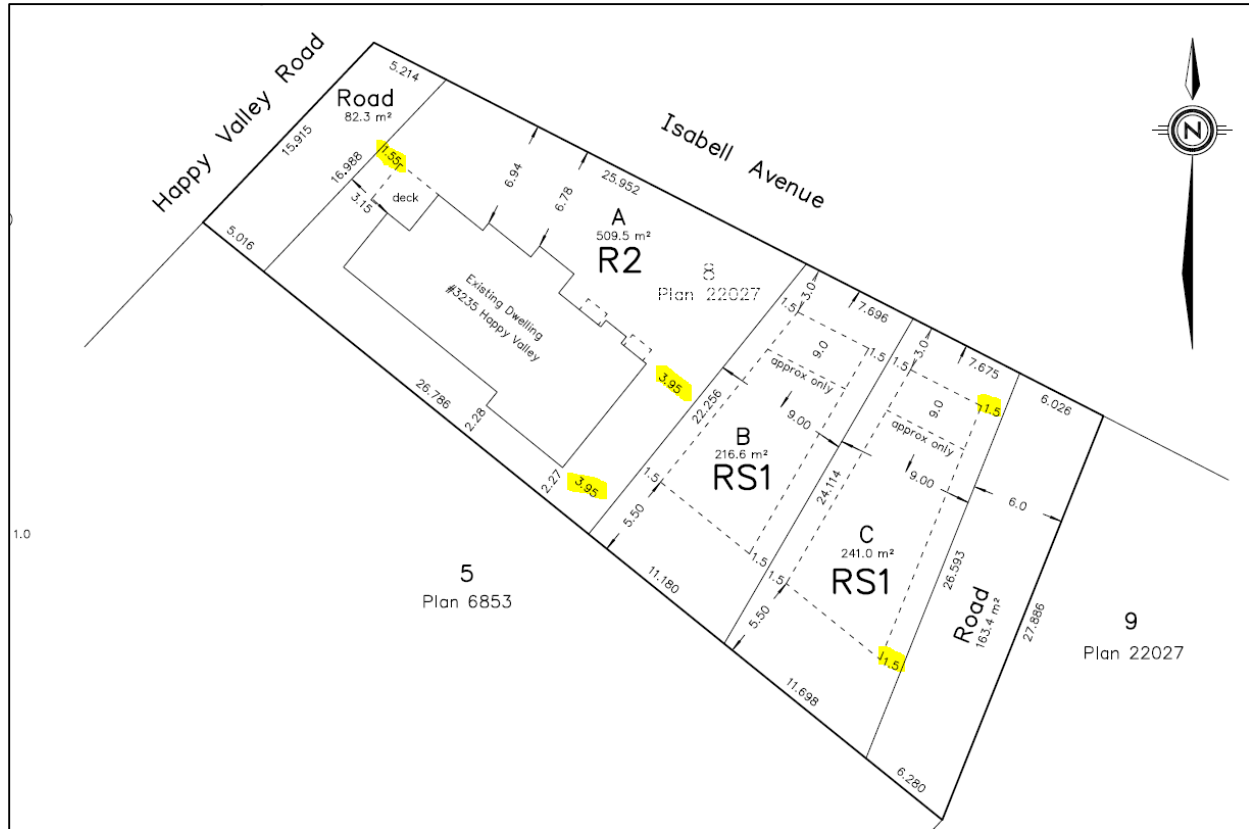 Happy Valley Road
Isabell Avenue
5.214
Road
82.3 m²
15.915
16.988
1.55
3.15
deck
5.016
6.94
6.78
25.952
A
509.5 m²
R2
8
Plan 22027
Existing Dwelling
#3235 Happy Valley
26.786
2.28
2.27
3.95
3.95
22.256
3.0
1.5
7.696
1.5
9.0
approx only
9.00
B
216.6 m²
RS1
1.5
5.50
1.5
11.180
24.114
3.0
1.5
7.675
1.5
9.0
approx only
9.00
C
241.0 m²
RS1
1.5
5.50
1.5
11.698
26.593
6.026
6.0
Road
163.4 m²
27.886
6.280
5
Plan 6853
9
Plan 22027
1.0
N